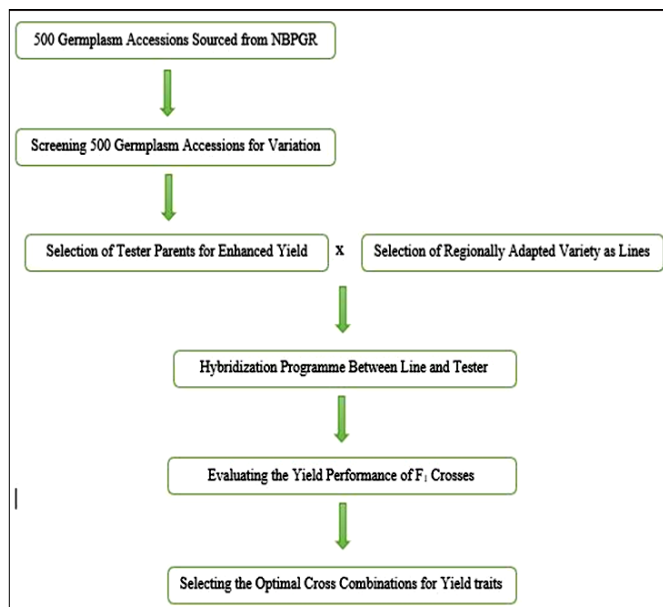 500 Germplasm Accessions Sourced from NBPGR
Screening 500 Germplasm Accessions for Variation
Selection of Tester Parents for Enhanced Yield x Selection of Regionally Adapted Variety as Lines
Hybridization Programme Between Line and Tester
Evaluating the Yield Performance of F₁ Crosses
Selecting the Optimal Cross Combinations for Yield traits